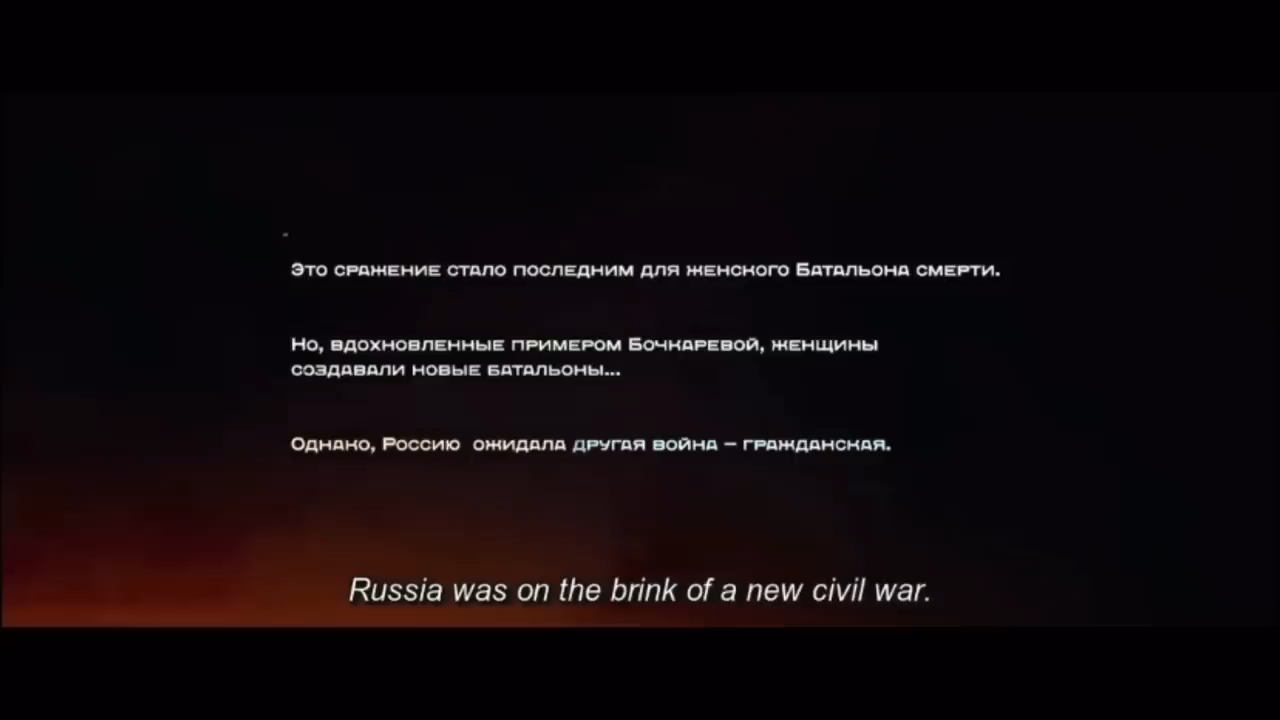 Это сражение стало последним для женского Батальона смерти.
Но, вдохновленные примером Бочкаревой, женщины
создавали новые батальоны...
Однако, Россию ожидала другая война – гражданская.
Russia was on the brink of a new civil war.